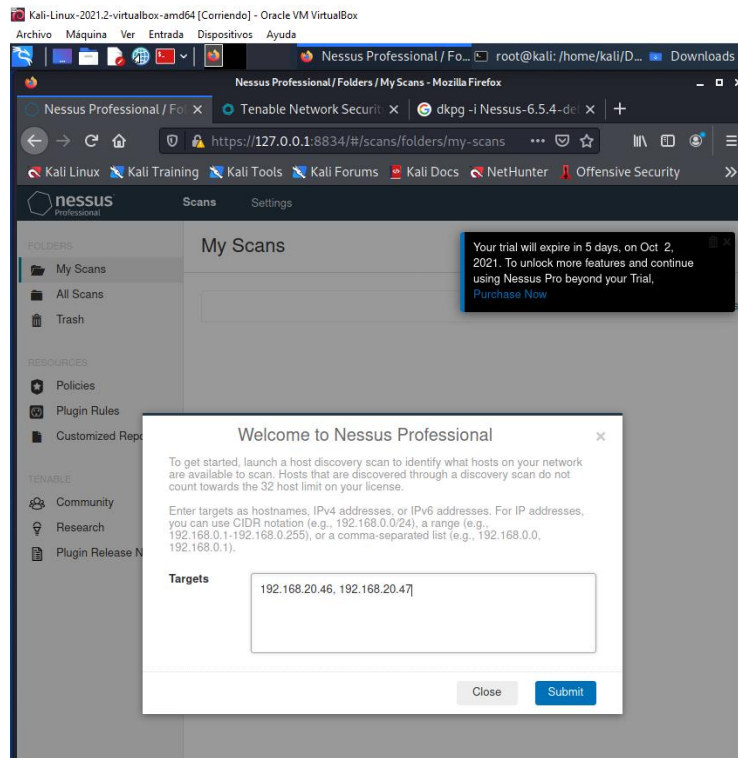 Kali-Linux-2021.2-virtualbox-amd64 [Corriendo] - Oracle VM VirtualBox
Archivo Máquina Ver Entrada Dispositivos Ayuda
Nessus Professional / Fo... root@kali: /home/kali/D... Downloads
Nessus Professional / Folders / My Scans - Mozilla Firefox
Nessus Professional / Fol Tenable Network Securit dkpg -i Nessus-6.5.4-de
https://127.0.0.1:8834/#/scans/folders/my-scans
Kali Linux Kali Training Kali Tools Kali Forums Kali Docs NetHunter Offensive Security
nessus Professional Scans Settings
FOLDERS
My Scans
All Scans
Trash
RESOURCES
Policies
Plugin Rules
Customized Repo
TENABLE
Community
Research
Plugin Release N
My Scans
Your trial will expire in 5 days, on Oct 2,
2021. To unlock more features and continue
using Nessus Pro beyond your Trial,
Purchase Now
Welcome to Nessus Professional
To get started, launch a host discovery scan to identify what hosts on your network
are available to scan. Hosts that are discovered through a discovery scan do not
count towards the 32 host limit on your license.
Enter targets as hostnames, IPv4 addresses, or IPv6 addresses. For IP addresses,
you can use CIDR notation (e.g., 192.168.0.0/24), a range (e.g.,
192.168.0.1-192.168.0.255), or a comma-separated list (e.g., 192.168.0.0,
192.168.0.1).
Targets
192.168.20.46, 192.168.20.47
Close Submit